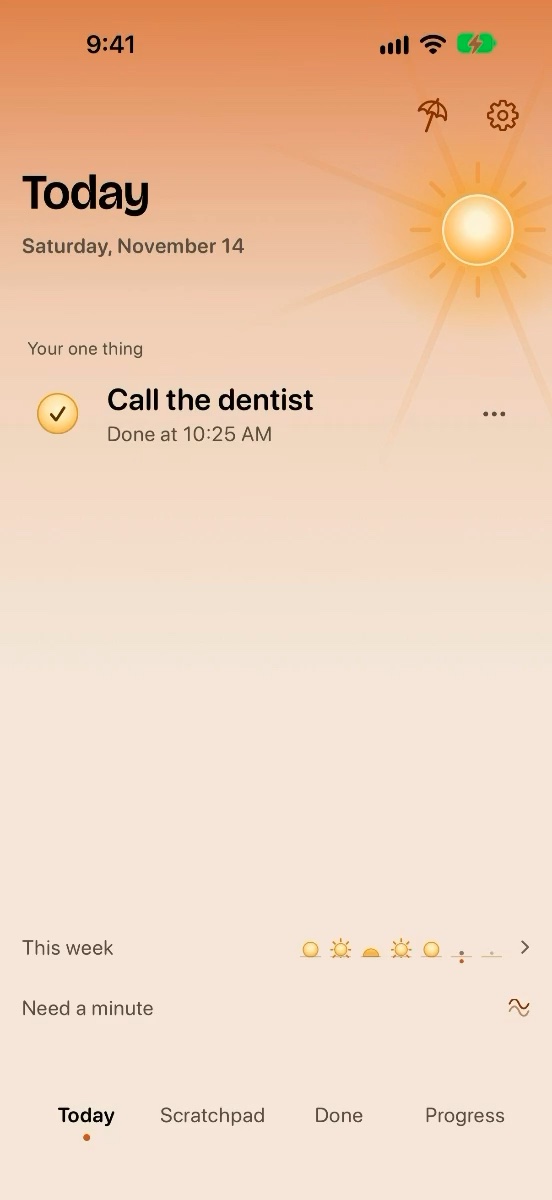 9:41
Today
Saturday, November 14
Your one thing
Call the dentist
Done at 10:25 AM
This week
Need a minute
Today
Scratchpad
Done
Progress